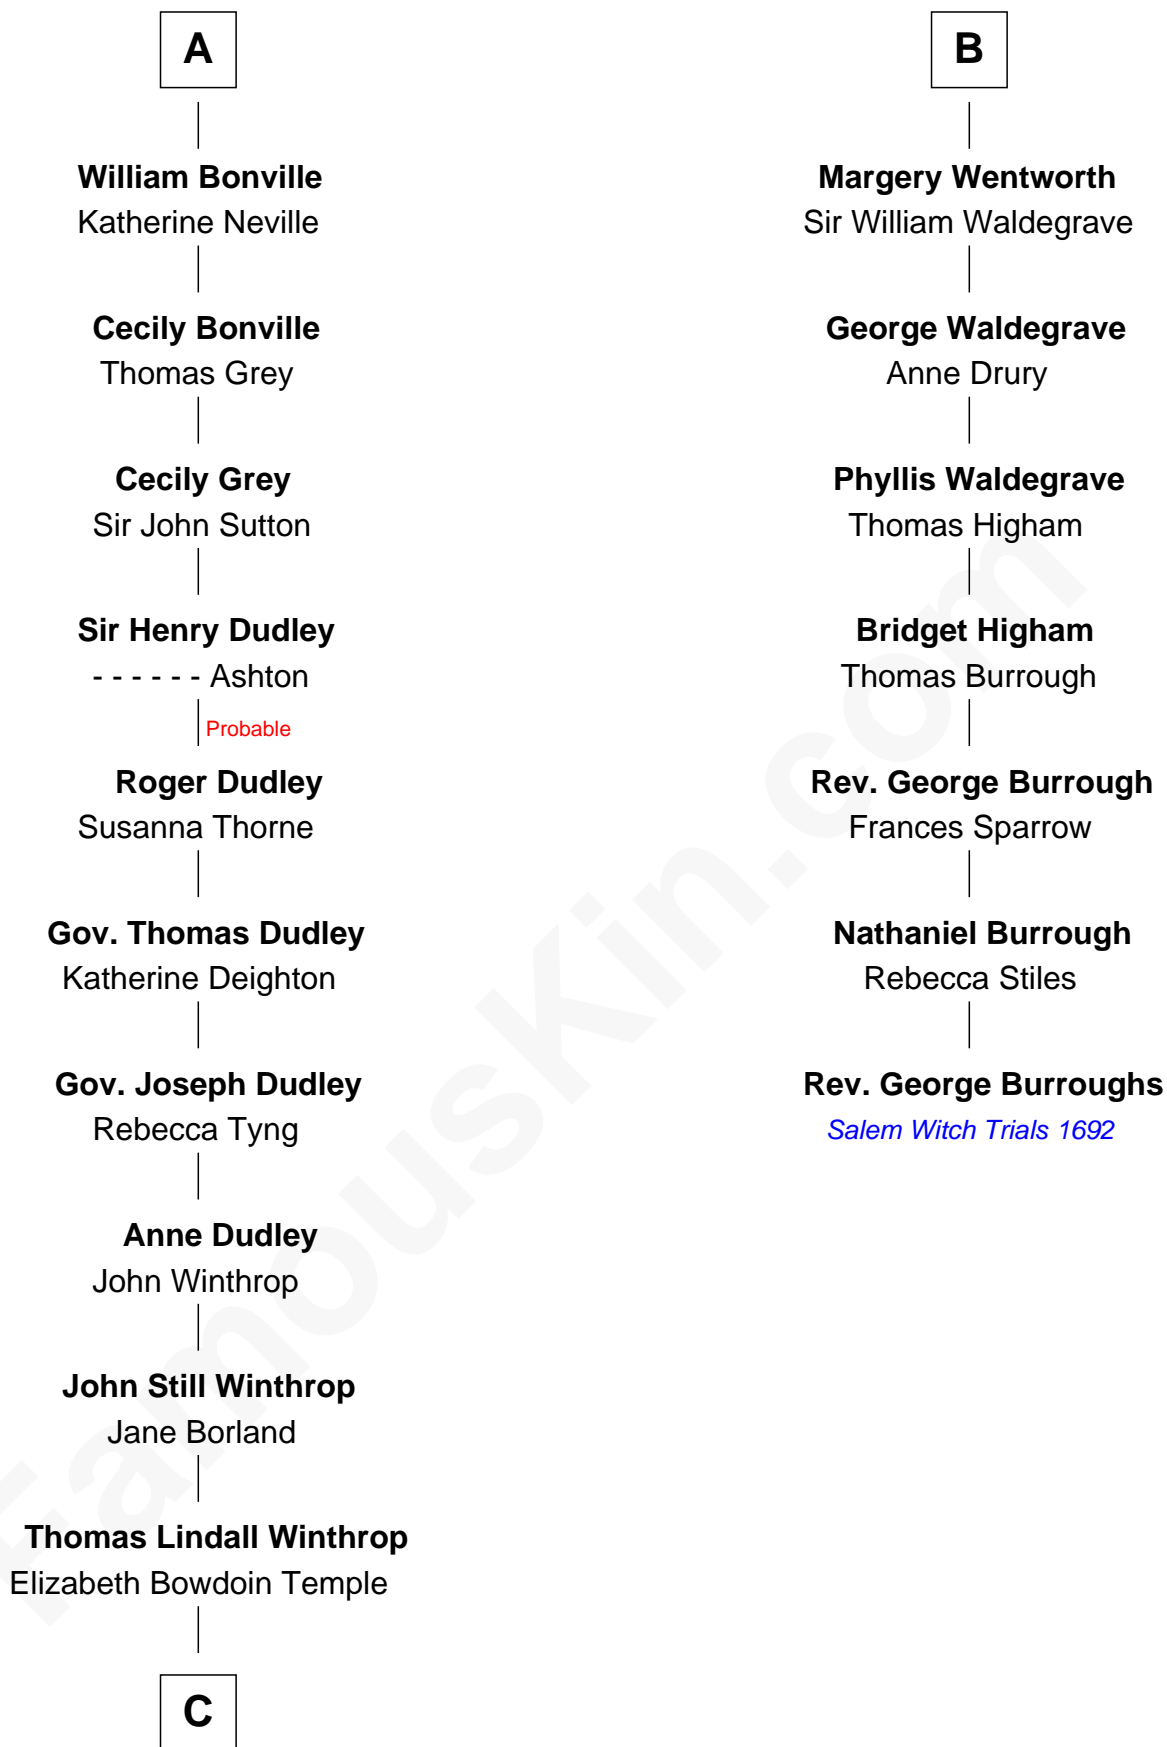 A
William Bonville
Katherine Neville
Cecily Bonville
Thomas Grey
Cecily Grey
Sir John Sutton
Sir Henry Dudley
- - - - - - Ashton
Probable
Roger Dudley
Susanna Thorne
Gov. Thomas Dudley
Katherine Deighton
Gov. Joseph Dudley
Rebecca Tyng
Anne Dudley
John Winthrop
John Still Winthrop
Jane Borland
Thomas Lindall Winthrop
Elizabeth Bowdoin Temple
C
B
Margery Wentworth
Sir William Waldegrave
George Waldegrave
Anne Drury
Phyllis Waldegrave
Thomas Higham
Bridget Higham
Thomas Burrough
Rev. George Burrough
Frances Sparrow
Nathaniel Burrough
Rebecca Stiles
Rev. George Burroughs
Salem Witch Trials 1692
FamousKin.com